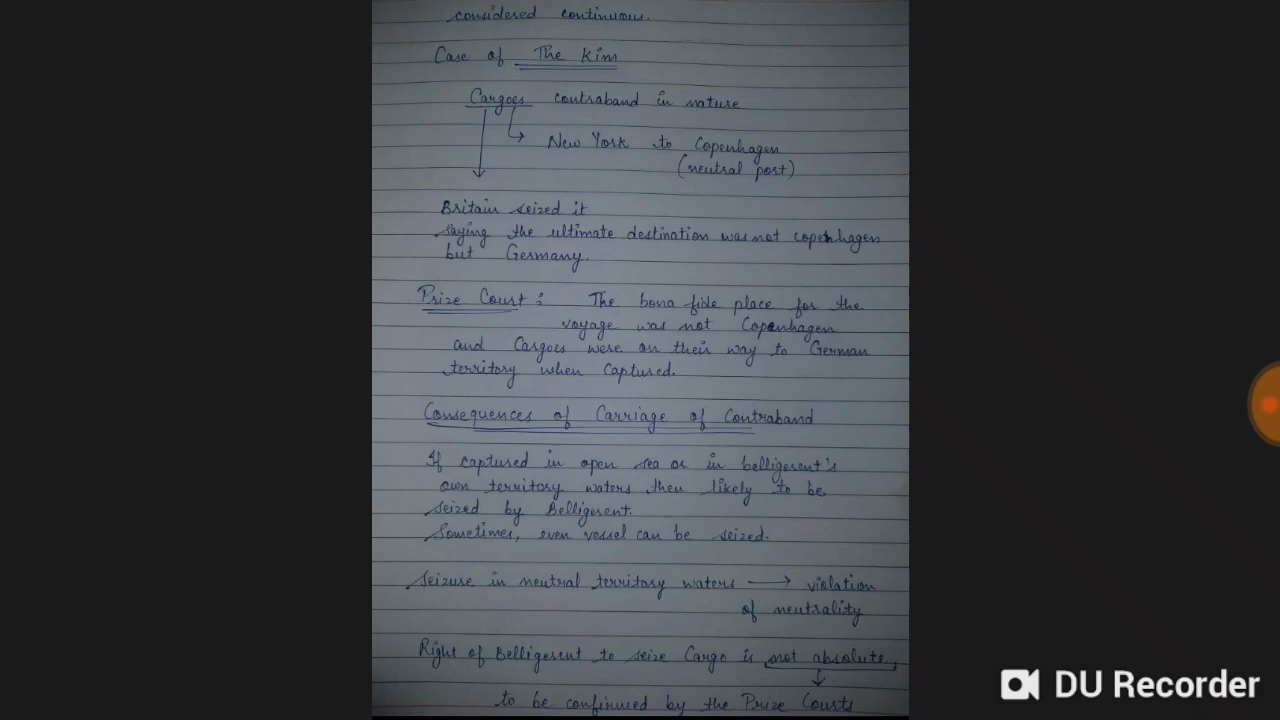 considered continuous.
Case of The Kim
Cargoes contraband in nature
New York to Copenhagen
(neutral port)
Britain seized it
saying the ultimate destination was not copenhagen
but Germany.
Prize Court: The bona fide place for the
voyage was not Copenhagen
and Cargoes were on their way to German
territory when captured.
Consequences of Carriage of Contraband
If captured in open sea or in belligerent's
own territory waters then likely to be
seized by Belligerent.
Sometimes, even vessel can be seized.
Seizure in neutral territory waters → violation
of neutrality
Right of Belligerent to seize Cargo is not absolute,
to be confirmed by the Prize Courts
DU Recorder